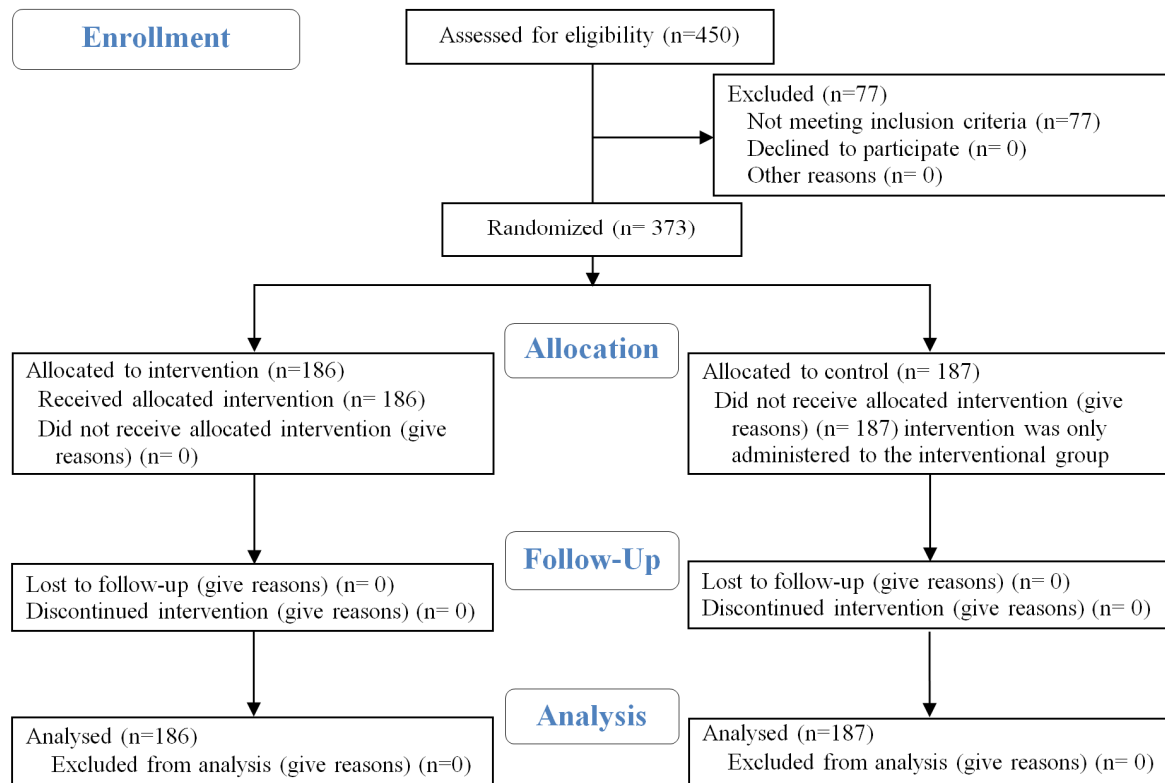 Enrollment
Assessed for eligibility (n=450)
Excluded (n=77)
Not meeting inclusion criteria (n=77)
Declined to participate (n= 0)
Other reasons (n= 0)
Randomized (n= 373)
Allocation
Allocated to intervention (n=186)
Received allocated intervention (n= 186)
Did not receive allocated intervention (give
reasons) (n= 0)
Allocated to control (n= 187)
Did not receive allocated intervention (give
reasons) (n= 187) intervention was only
administered to the interventional group
Follow-Up
Lost to follow-up (give reasons) (n= 0)
Discontinued intervention (give reasons) (n= 0)
Lost to follow-up (give reasons) (n= 0)
Discontinued intervention (give reasons) (n= 0)
Analysis
Analysed (n=186)
Excluded from analysis (give reasons) (n=0)
Analysed (n=187)
Excluded from analysis (give reasons) (n= 0)